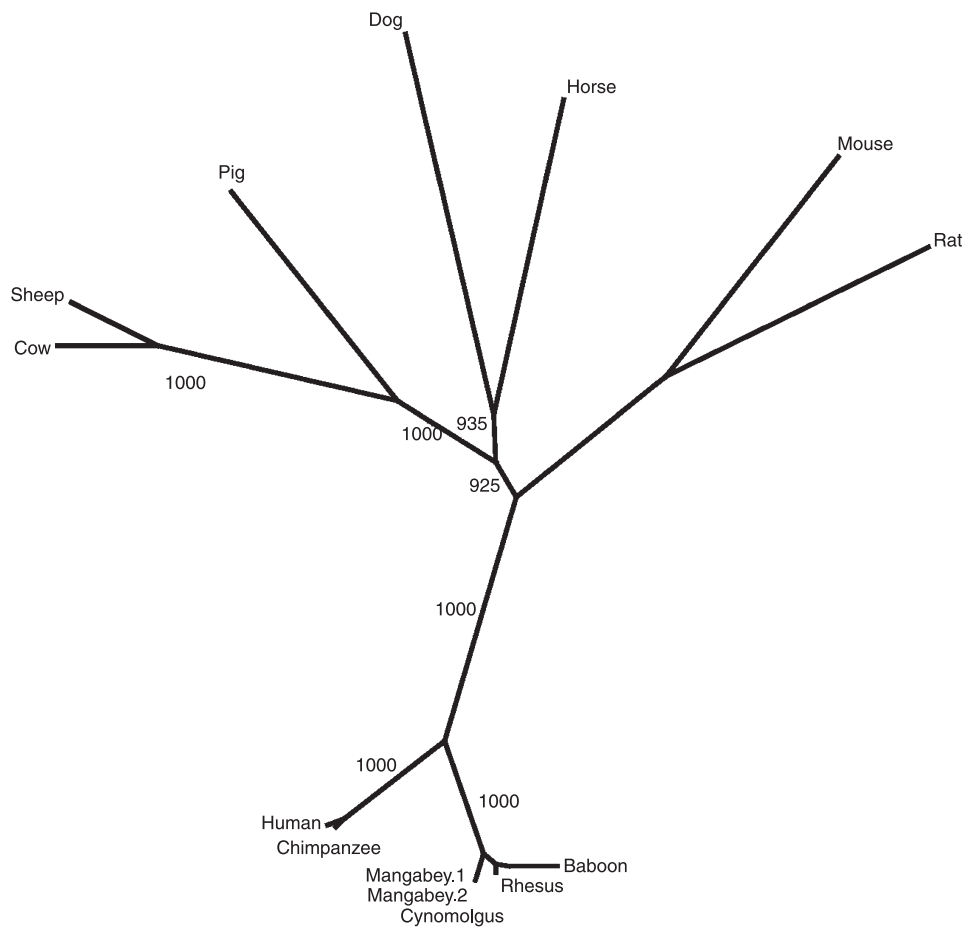 Dog
Horse
Mouse
Pig
Rat
Sheep
Cow
1000
935
1000
925
1000
1000
1000
Human
Chimpanzee
Baboon
Mangabey.1
Rhesus
Mangabey.2
Cynomolgus